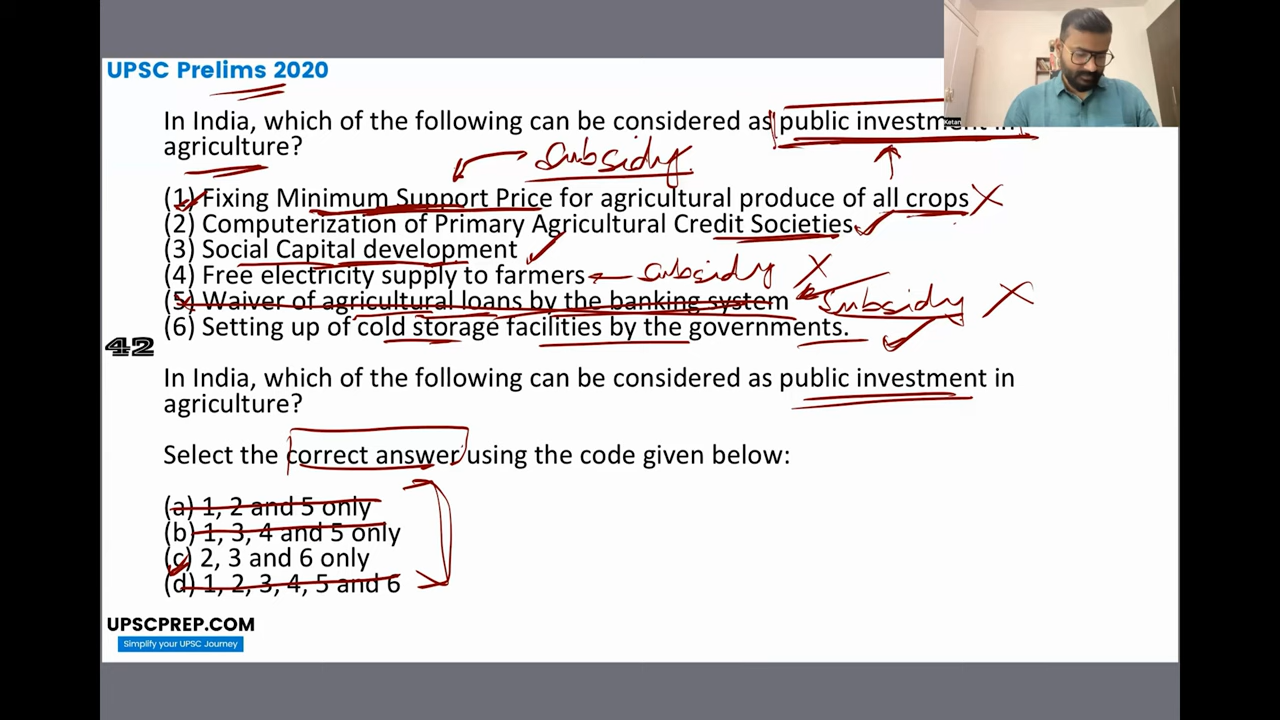 UPSC Prelims 2020
In India, which of the following can be considered as public investment in
agriculture?
subsidy
(1) Fixing Minimum Support Price for agricultural produce of all crops X
(2) Computerization of Primary Agricultural Credit Societies
(3) Social Capital development
(4) Free electricity supply to farmers subsidy X
(5) Waiver of agricultural loans by the banking system subsidy X
(6) Setting up of cold storage facilities by the governments.
42
In India, which of the following can be considered as public investment in
agriculture?
Select the correct answer using the code given below:
(a) 1, 2 and 5 only
(b) 1, 3, 4 and 5 only
(c) 2, 3 and 6 only
(d) 1, 2, 3, 4, 5 and 6
UPSCPREP.COM
Simplify your UPSC Journey
Ketan